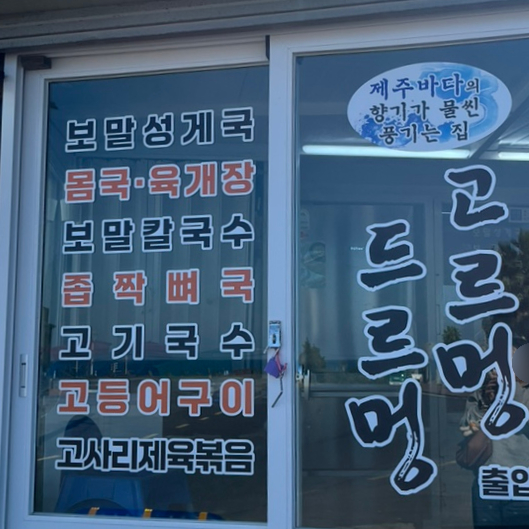 보말성게국
몸국·육개장
보말칼국수
좁짝뼈국
고기국수
고등어구이
고사리제육볶음
제주바다의
향기가 물씬
풍기는 집
고르멍
드르멍